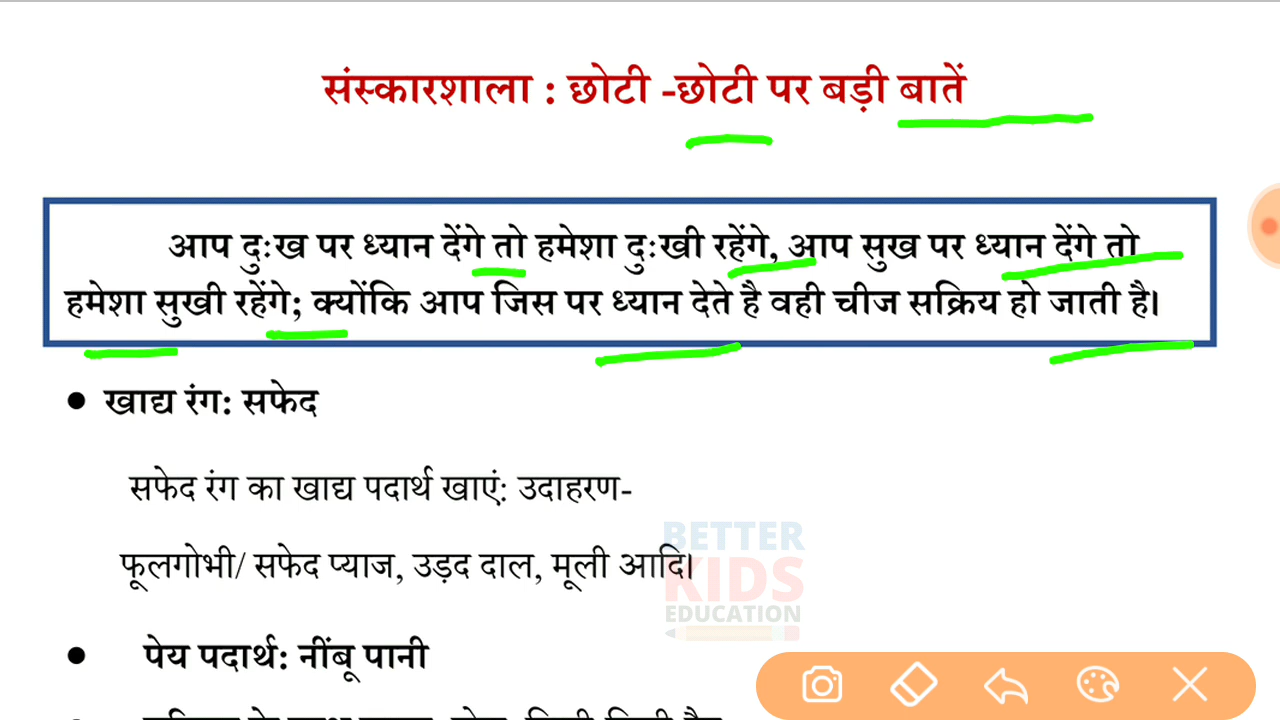 संस्कारशाला : छोटी -छोटी पर बड़ी बातें
आप दुःख पर ध्यान देंगे तो हमेशा दुःखी रहेंगे, आप सुख पर ध्यान देंगे तो
हमेशा सुखी रहेंगे; क्योंकि आप जिस पर ध्यान देते है वही चीज सक्रिय हो जाती है।
● खाद्य रंग: सफेद
सफेद रंग का खाद्य पदार्थ खाएं: उदाहरण-
फूलगोभी/ सफेद प्याज, उड़द दाल, मूली आदि।
BETTER
KIDS
EDUCATION
● पेय पदार्थ: नींबू पानी